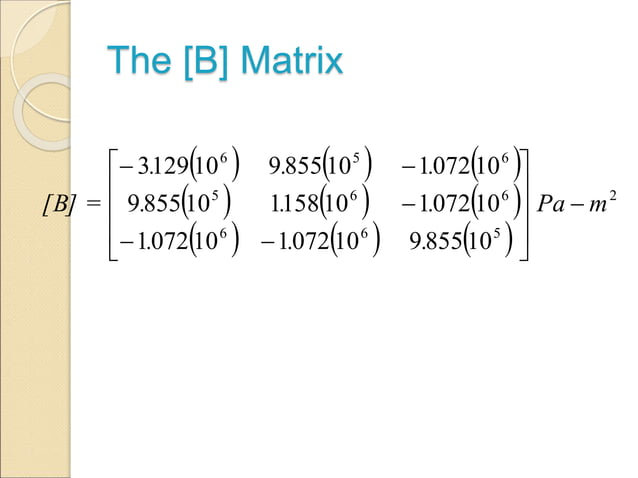 The [B] Matrix
− 3.129(10⁶) 9.855(10⁵) − 1.072(10⁶)
[B] = 9.855(10⁵) 1.158(10⁶) − 1.072(10⁶) Pa − m²
− 1.072(10⁶) − 1.072(10⁶) 9.855(10⁵)